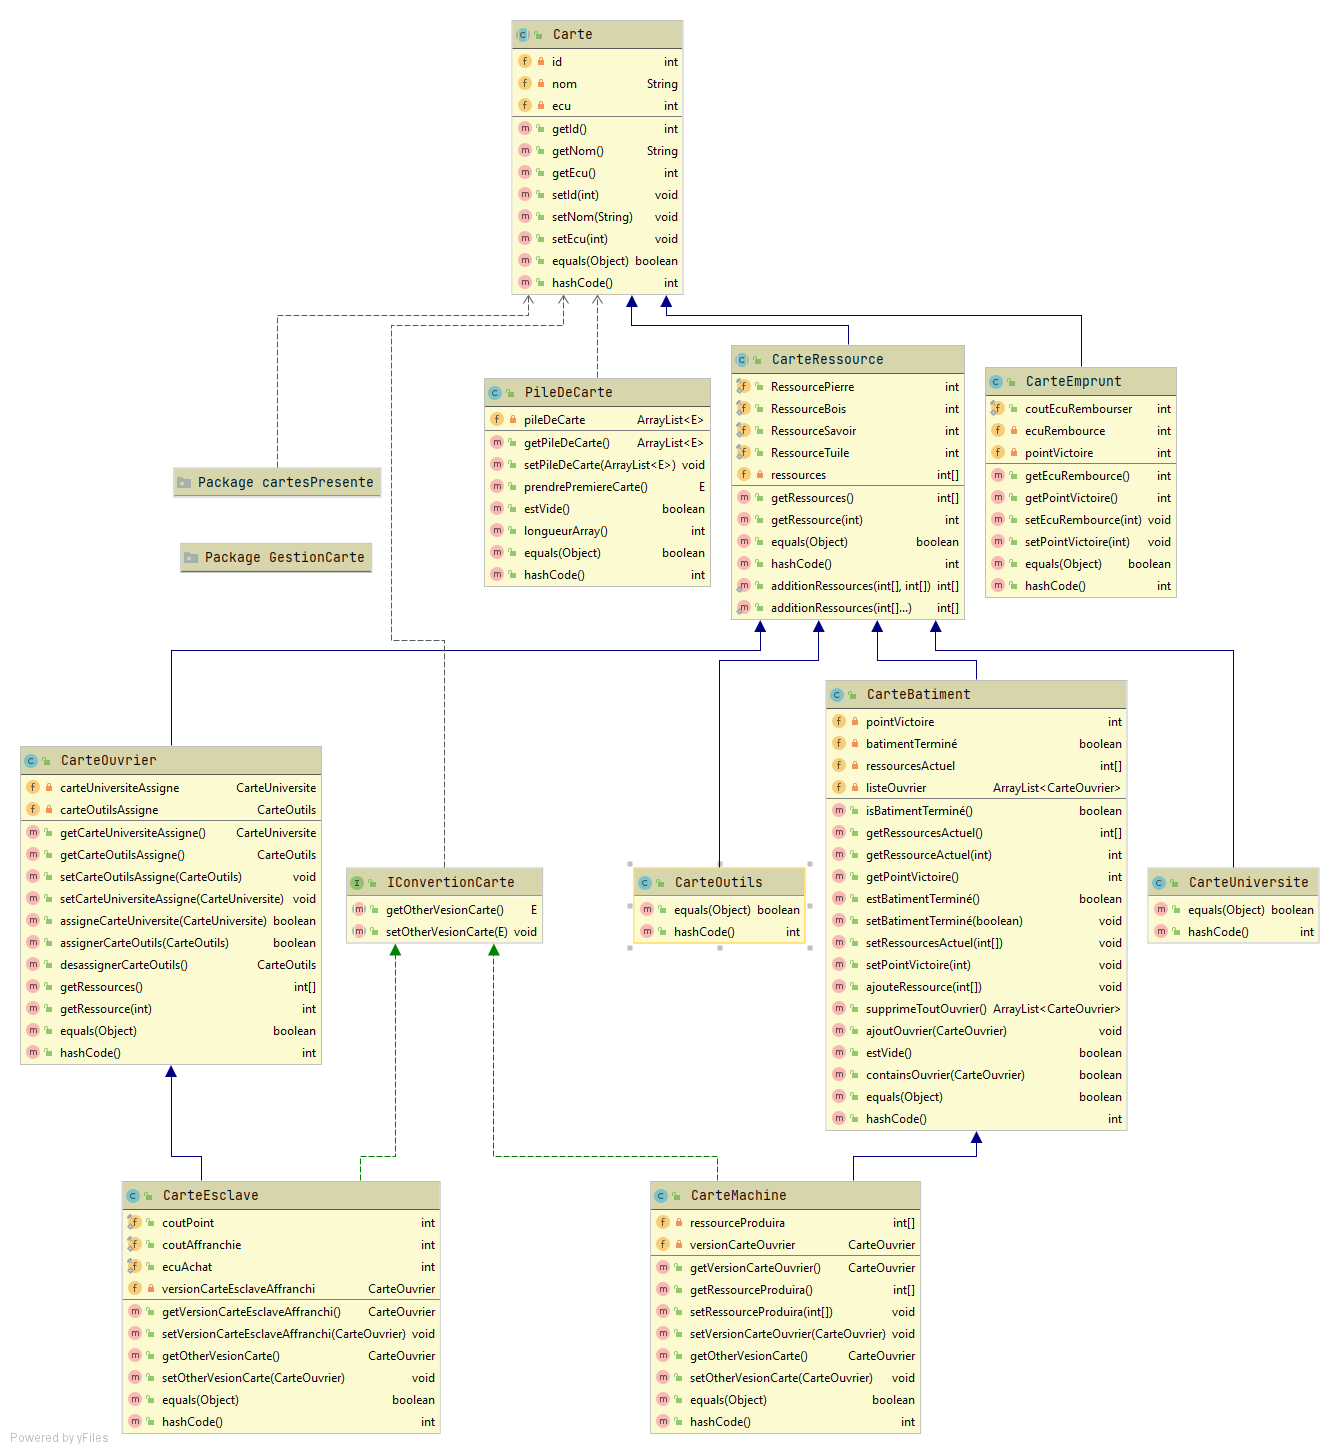 Carte
id int
nom String
ecu int
getId() int
getNom() String
getEcu() int
setId(int) void
setNom(String) void
setEcu(int) void
equals(Object) boolean
hashCode() int
PileDeCarte
pileDeCarte ArrayList<E>
getPileDeCarte() ArrayList<E>
setPileDeCarte(ArrayList<E>) void
prendrePremiereCarte() E
estVide() boolean
longueurArray() int
equals(Object) boolean
hashCode() int
CarteRessource
RessourcePierre int
RessourceBois int
RessourceSavoir int
RessourceTuile int
ressources int[]
getRessources() int[]
getRessource(int) int
equals(Object) boolean
hashCode() int
additionRessources(int[], int[]) int[]
additionRessources(int[]...) int[]
CarteEmprunt
coutEcuRembourser int
ecuRembource int
pointVictoire int
getEcuRembource() int
getPointVictoire() int
setEcuRembource(int) void
setPointVictoire(int) void
equals(Object) boolean
hashCode() int
Package cartesPresente
Package GestionCarte
CarteOuvrier
carteUniversiteAssigne CarteUniversite
carteOutilsAssigne CarteOutils
getCarteUniversiteAssigne() CarteUniversite
getCarteOutilsAssigne() CarteOutils
setCarteOutilsAssigne(CarteOutils) void
setCarteUniversiteAssigne(CarteUniversite) void
assigneCarteUniversite(CarteUniversite) boolean
assignerCarteOutils(CarteOutils) boolean
desassignerCarteOutils() CarteOutils
getRessources() int[]
getRessource(int) int
equals(Object) boolean
hashCode() int
IConvertionCarte
getOtherVesionCarte() E
setOtherVesionCarte(E) void
CarteOutils
equals(Object) boolean
hashCode() int
CarteBatiment
pointVictoire int
batimentTerminé boolean
ressourcesActuel int[]
listeOuvrier ArrayList<CarteOuvrier>
isBatimentTerminé() boolean
getRessourcesActuel() int[]
getRessourceActuel(int) int
getPointVictoire() int
estBatimentTerminé() boolean
setBatimentTerminé(boolean) void
setRessourcesActuel(int[]) void
setPointVictoire(int) void
ajouteRessource(int[]) void
supprimeToutOuvrier() ArrayList<CarteOuvrier>
ajoutOuvrier(CarteOuvrier) void
estVide() boolean
containsOuvrier(CarteOuvrier) boolean
equals(Object) boolean
hashCode() int
CarteUniversite
equals(Object) boolean
hashCode() int
CarteEsclave
coutPoint int
coutAffranchie int
ecuAchat int
versionCarteEsclaveAffranchi CarteOuvrier
getVersionCarteEsclaveAffranchi() CarteOuvrier
setVersionCarteEsclaveAffranchi(CarteOuvrier) void
getOtherVesionCarte() CarteOuvrier
setOtherVesionCarte(CarteOuvrier) void
equals(Object) boolean
hashCode() int
CarteMachine
ressourceProduira int[]
versionCarteOuvrier CarteOuvrier
getVersionCarteOuvrier() CarteOuvrier
getRessourceProduira() int[]
setRessourceProduira(int[]) void
setVersionCarteOuvrier(CarteOuvrier) void
getOtherVesionCarte() CarteOuvrier
setOtherVesionCarte(CarteOuvrier) void
equals(Object) boolean
hashCode() int
Powered by yFiles